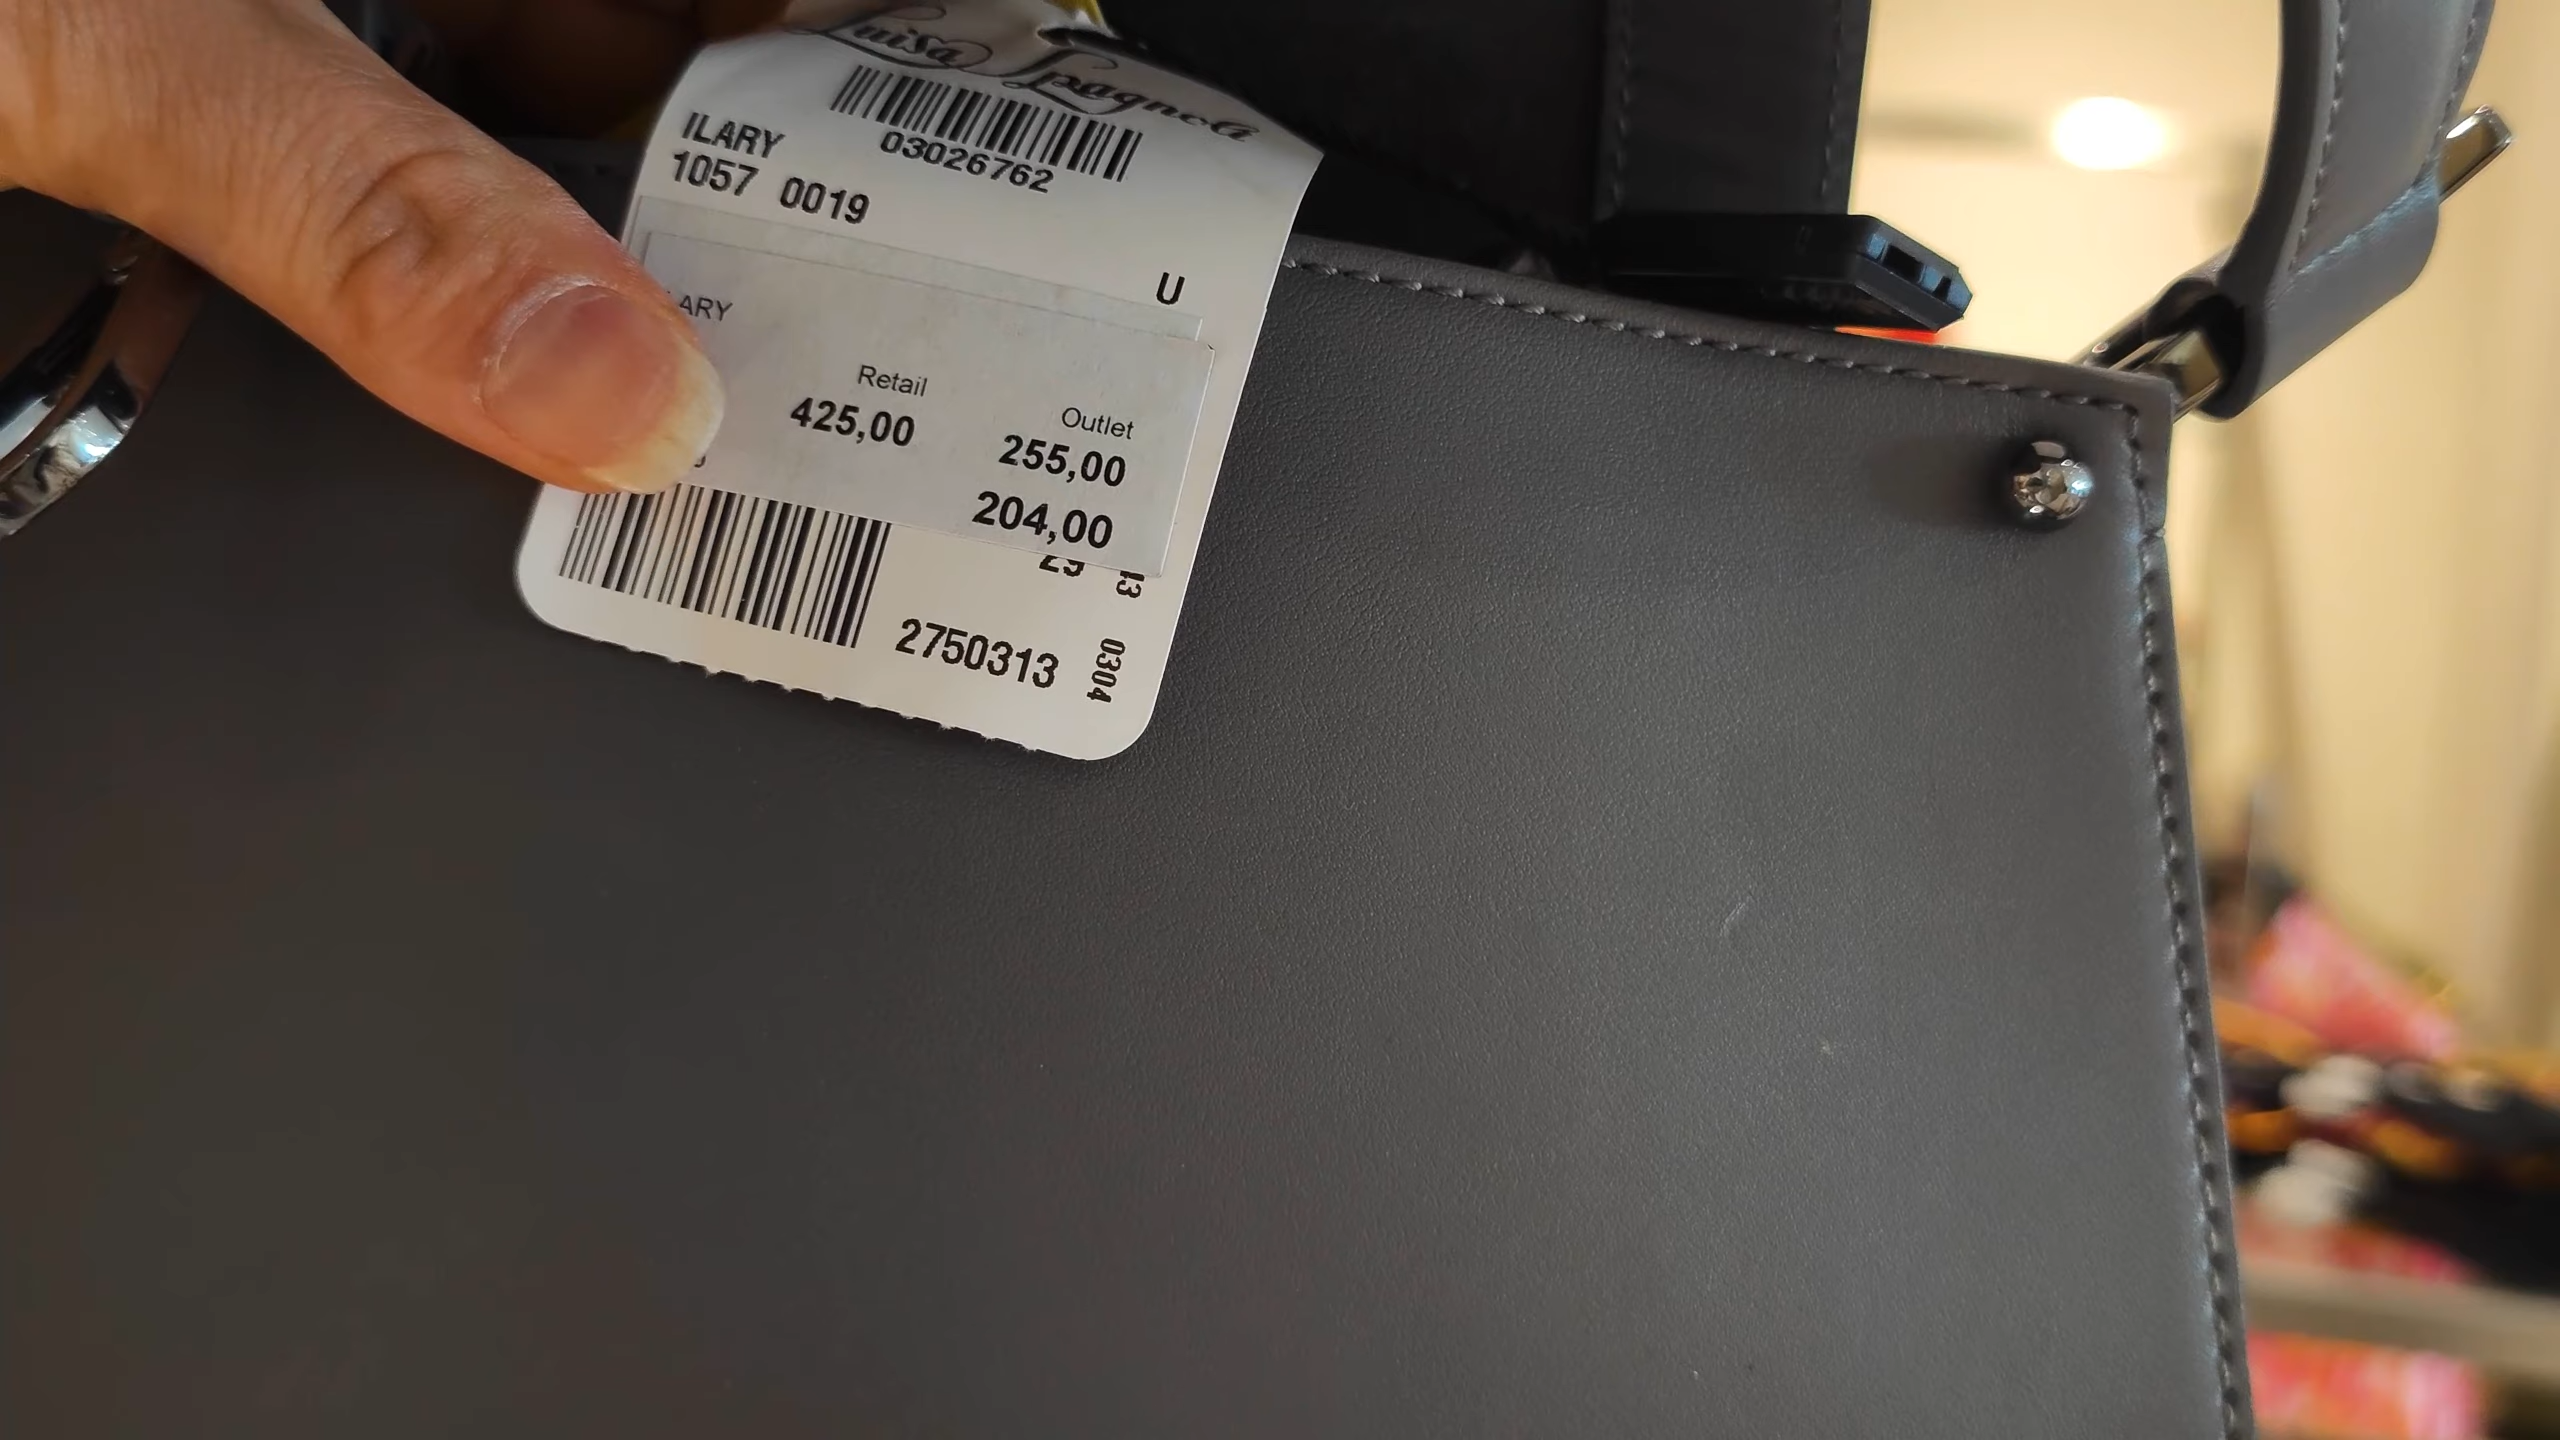 Luisa Spagnoli
03026762
ILARY
1057 0019
U
LARY
Retail
Outlet
425,00
255,00
204,00
2750313
0304